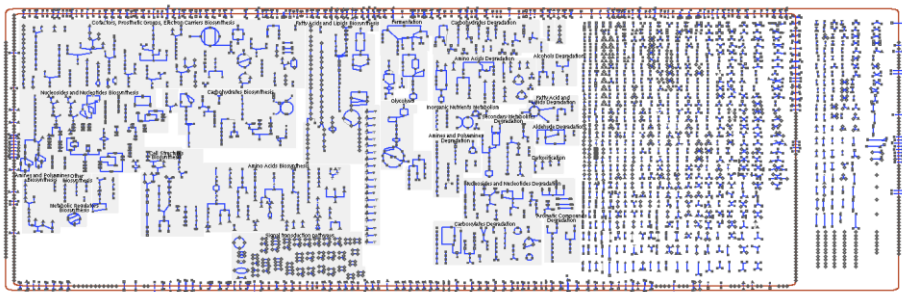 Cofactors, Prosthetic Groups, Electron Carriers Biosynthesis
Fatty Acids and Lipids Biosynthesis
Fermentation
Carbohydrates Degradation
Amino Acids Degradation
Alcohols Degradation
Nucleosides and Nucleotides Biosynthesis
Carbohydrates Biosynthesis
Glycolysis
Inorganic Nutrients Metabolism
Fatty Acid and
Lipids Degradation
Secondary Metabolites
Degradation
Aldehyde Degradation
Amines and Polyamines
Degradation
Cell Structures
Biosynthesis
Detoxification
Amino Acids Biosynthesis
Amines and Polyamines
Biosynthesis
Other
Biosynthesis
Nucleosides and Nucleotides Degradation
Metabolic Regulators
Biosynthesis
Aromatic Compounds
Degradation
Carboxylates Degradation
Signal transduction pathways